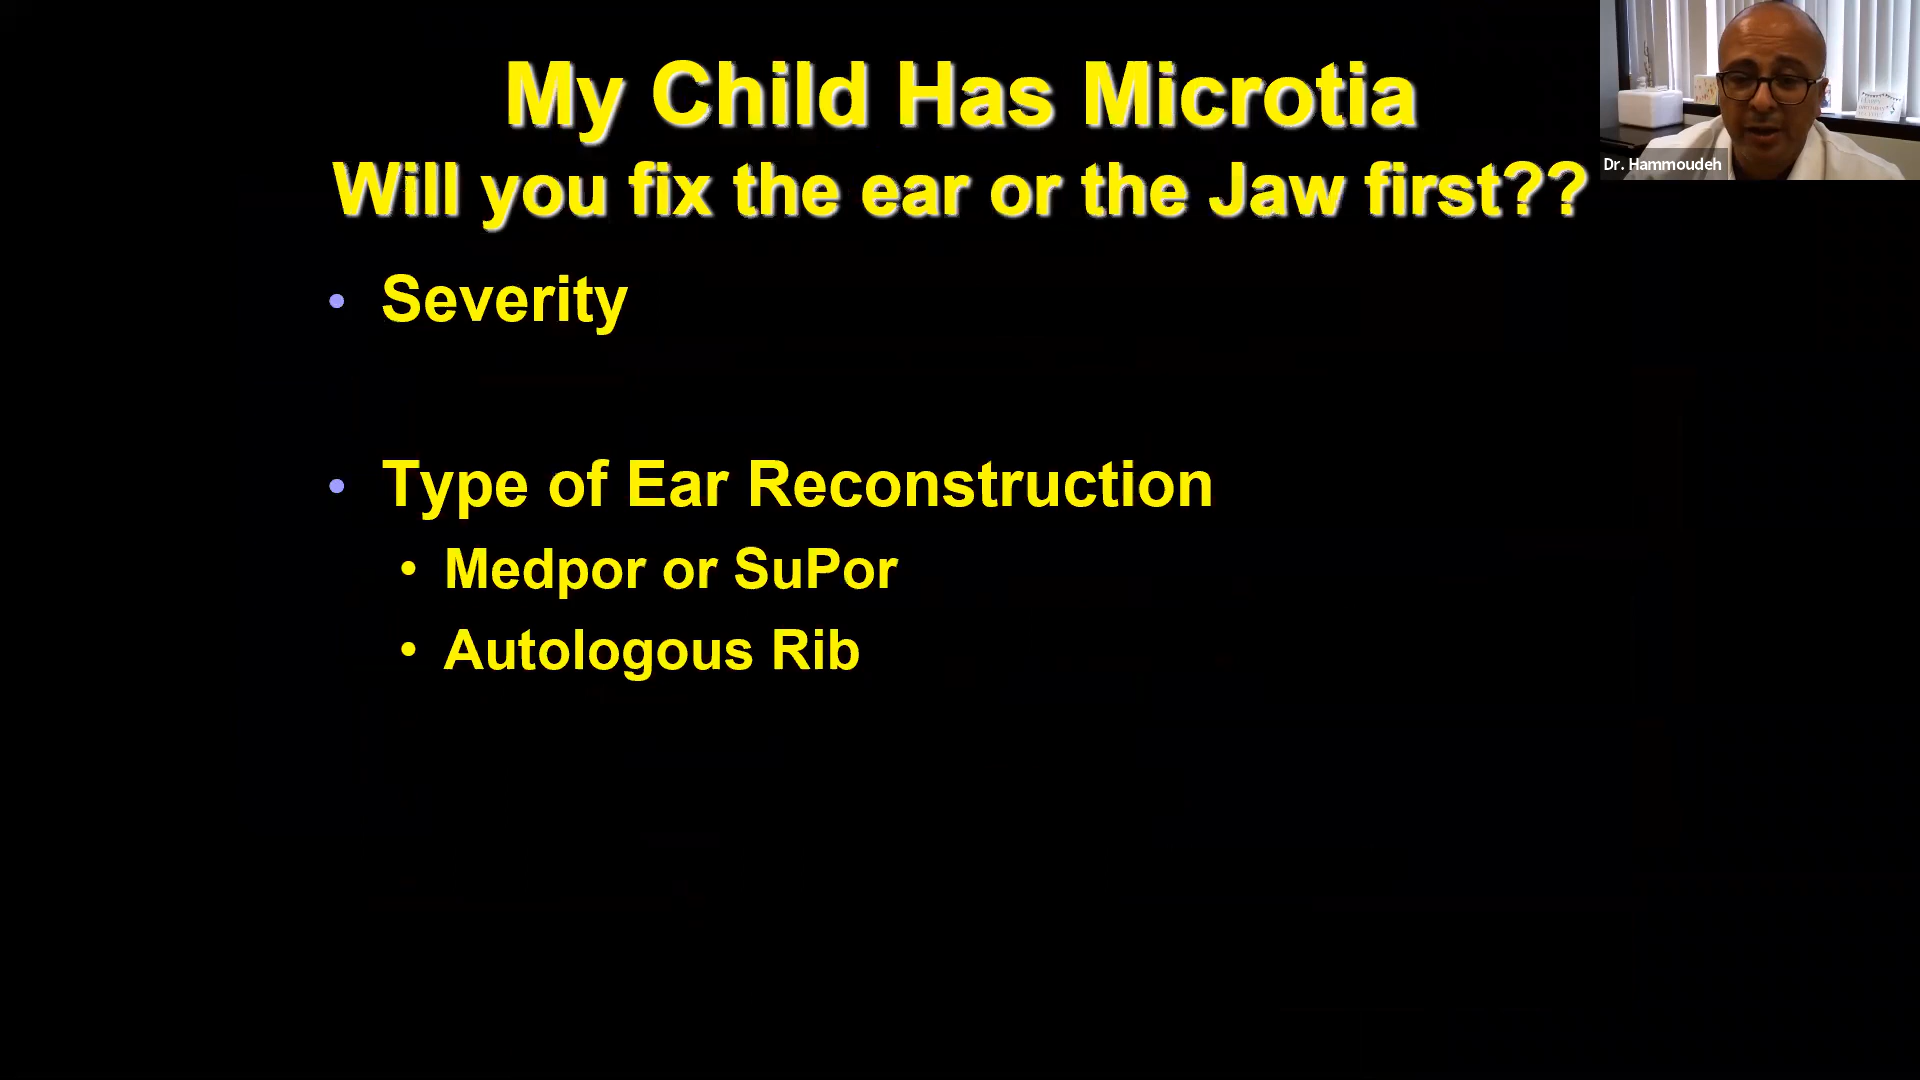 My Child Has Microtia
Will you fix the ear or the Jaw first??
Dr. Hammoudeh
• Severity
• Type of Ear Reconstruction
• Medpor or SuPor
• Autologous Rib